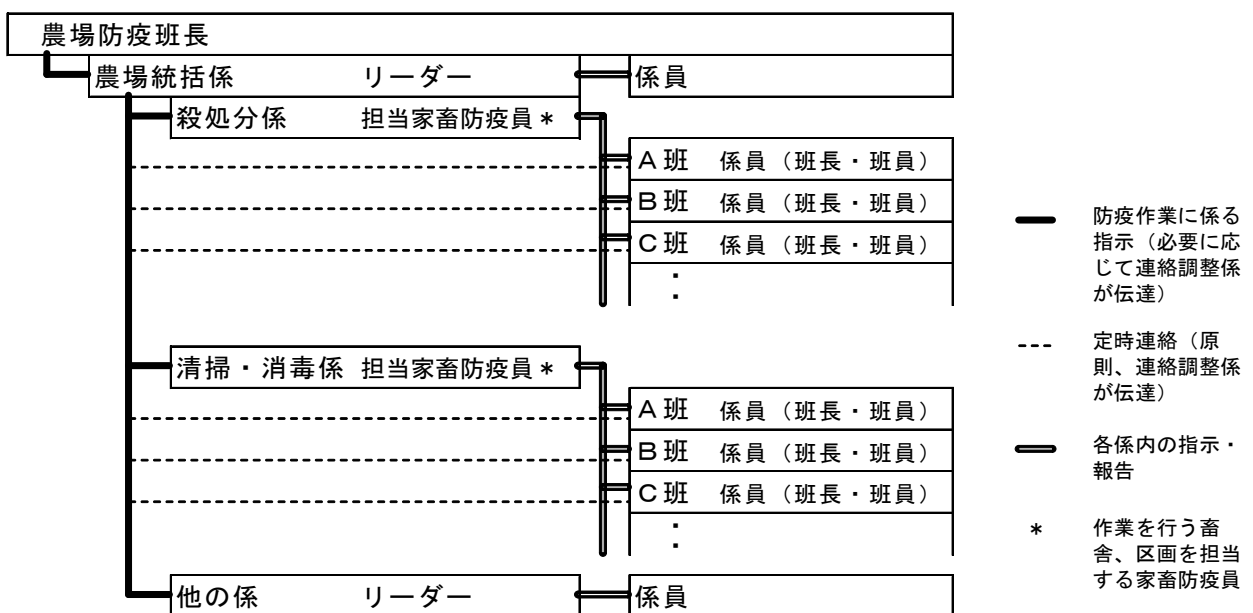 農場防疫班長
農場統括係 リーダー 係員
殺処分係 担当家畜防疫員*
A班 係員(班長・班員)
B班 係員(班長・班員)
C班 係員(班長・班員)
:
清掃・消毒係 担当家畜防疫員*
A班 係員(班長・班員)
B班 係員(班長・班員)
C班 係員(班長・班員)
:
他の係 リーダー 係員
防疫作業に係る
指示(必要に応
じて連絡調整係
が伝達)
定時連絡(原
則、連絡調整係
が伝達)
各係内の指示・
報告
* 作業を行う畜
舎、区画を担当
する家畜防疫員